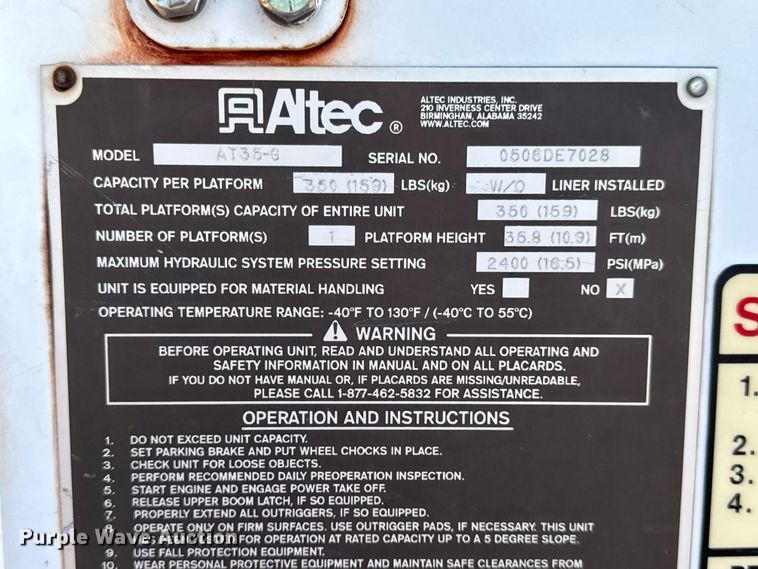 Altec ®
ALTEC INDUSTRIES, INC.
210 INVERNESS CENTER DRIVE
BIRMINGHAM, ALABAMA 35242
WWW.ALTEC.COM
MODEL AT35-G SERIAL NO. 0506DE7028
CAPACITY PER PLATFORM 350 (159) LBS(kg) W/O LINER INSTALLED
TOTAL PLATFORM(S) CAPACITY OF ENTIRE UNIT 350 (159) LBS(kg)
NUMBER OF PLATFORM(S) 1 PLATFORM HEIGHT 35.8 (10.9) FT(m)
MAXIMUM HYDRAULIC SYSTEM PRESSURE SETTING 2400 (16.5) PSI(MPa)
UNIT IS EQUIPPED FOR MATERIAL HANDLING YES NO X
OPERATING TEMPERATURE RANGE: -40°F TO 130°F / (-40°C TO 55°C)
WARNING
BEFORE OPERATING UNIT, READ AND UNDERSTAND ALL OPERATING AND
SAFETY INFORMATION IN MANUAL AND ON ALL PLACARDS.
IF YOU DO NOT HAVE MANUAL OR, IF PLACARDS ARE MISSING/UNREADABLE,
PLEASE CALL 1-877-462-5832 FOR ASSISTANCE.
OPERATION AND INSTRUCTIONS
1. DO NOT EXCEED UNIT CAPACITY.
2. SET PARKING BRAKE AND PUT WHEEL CHOCKS IN PLACE.
3. CHECK UNIT FOR LOOSE OBJECTS.
4. PERFORM RECOMMENDED DAILY PREOPERATION INSPECTION.
5. START ENGINE AND ENGAGE POWER TAKE OFF.
6. RELEASE UPPER BOOM LATCH, IF SO EQUIPPED.
7. PROPERLY EXTEND ALL OUTRIGGERS, IF SO EQUIPPED.
8. OPERATE ONLY ON FIRM SURFACES. USE OUTRIGGER PADS, IF NECESSARY. THIS UNIT
FOR OPERATION AT RATED CAPACITY UP TO A 5 DEGREE SLOPE.
9. USE FALL PROTECTION EQUIPMENT.
10. WEAR PERSONAL PROTECTIVE EQUIPMENT AND MAINTAIN SAFE CLEARANCES FROM
S
1.
2.
3.
4.
Purple Wave Auction